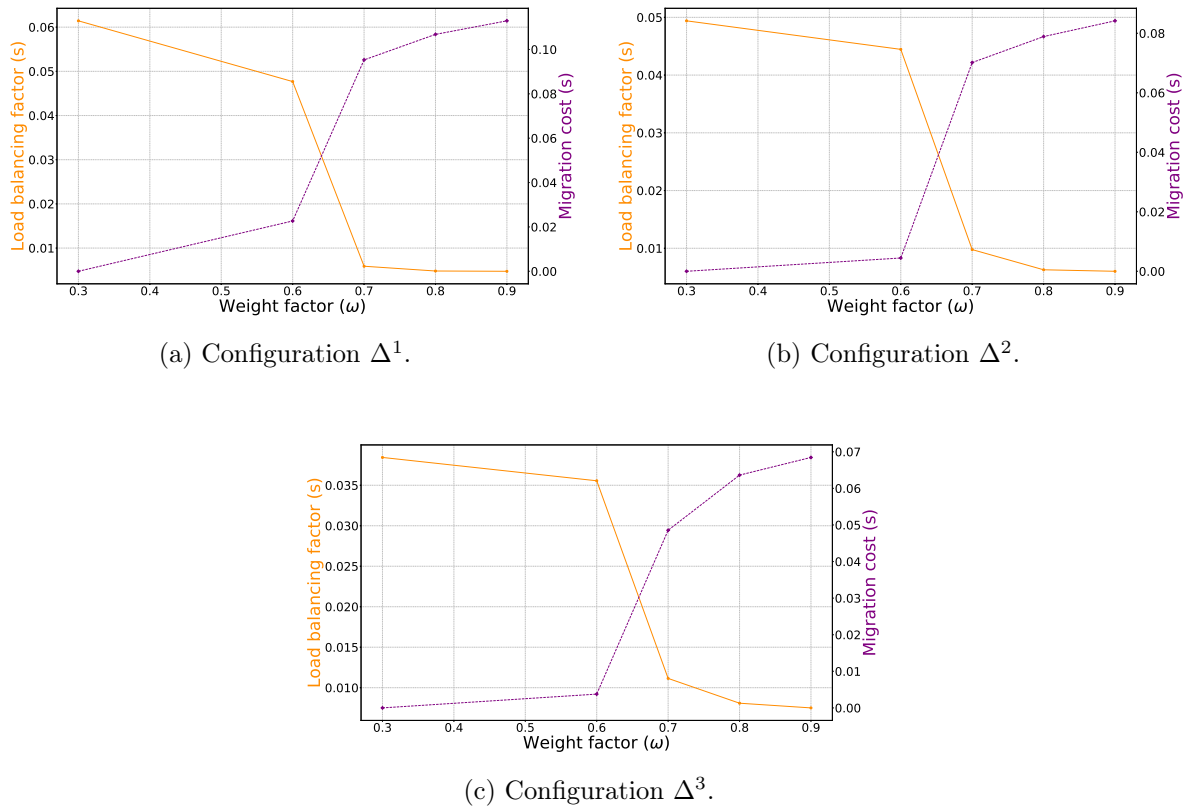 0.06
0.05
0.04
0.03
0.02
0.01
Load balancing factor (s)
0.10
0.08
0.06
0.04
0.02
0.00
Migration cost (s)
0.3 0.4 0.5 0.6 0.7 0.8 0.9
Weight factor (ω)
(a) Configuration Δ¹.
0.05
0.04
0.03
0.02
0.01
Load balancing factor (s)
0.08
0.06
0.04
0.02
0.00
Migration cost (s)
0.3 0.4 0.5 0.6 0.7 0.8 0.9
Weight factor (ω)
(b) Configuration Δ².
0.035
0.030
0.025
0.020
0.015
0.010
Load balancing factor (s)
0.07
0.06
0.05
0.04
0.03
0.02
0.01
0.00
Migration cost (s)
0.3 0.4 0.5 0.6 0.7 0.8 0.9
Weight factor (ω)
(c) Configuration Δ³.